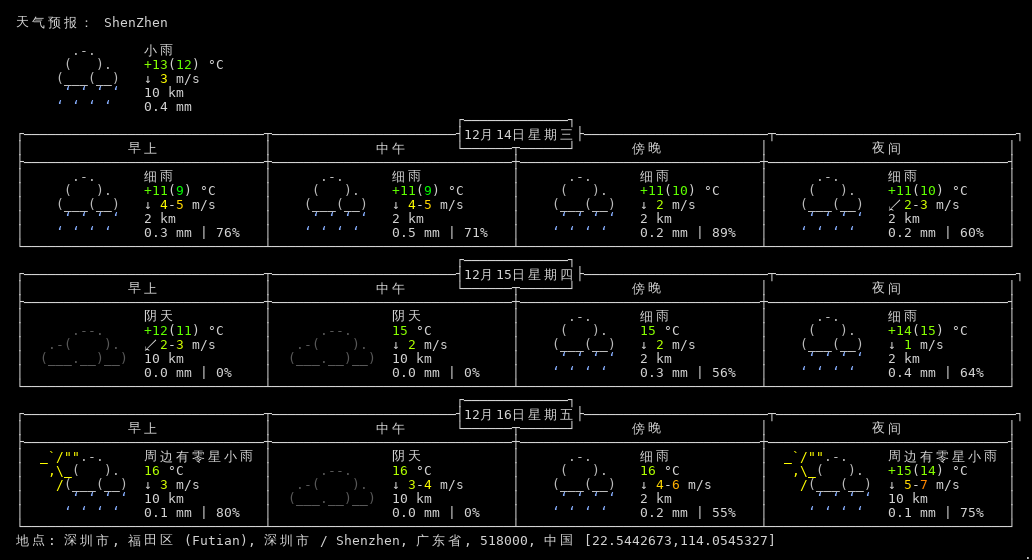 天气预报： ShenZhen
小雨
+13(12) °C
↓ 3 m/s
10 km
0.4 mm
12月14日星期三
早上 中午 傍晚 夜间
细雨 细雨 细雨 细雨
+11(9) °C +11(9) °C +11(10) °C +11(10) °C
↓ 4-5 m/s ↓ 4-5 m/s ↓ 2 m/s ↙ 2-3 m/s
2 km 2 km 2 km 2 km
0.3 mm | 76% 0.5 mm | 71% 0.2 mm | 89% 0.2 mm | 60%
12月15日星期四
早上 中午 傍晚 夜间
阴天 阴天 细雨 细雨
+12(11) °C 15 °C 15 °C +14(15) °C
↙ 2-3 m/s ↓ 2 m/s ↓ 2 m/s ↓ 1 m/s
10 km 10 km 2 km 2 km
0.0 mm | 0% 0.0 mm | 0% 0.3 mm | 56% 0.4 mm | 64%
12月16日星期五
早上 中午 傍晚 夜间
周边有零星小雨 阴天 细雨 周边有零星小雨
16 °C 16 °C 16 °C +15(14) °C
↓ 3 m/s ↓ 3-4 m/s ↓ 4-6 m/s ↓ 5-7 m/s
10 km 10 km 2 km 10 km
0.1 mm | 80% 0.0 mm | 0% 0.2 mm | 55% 0.1 mm | 75%
地点: 深圳市, 福田区 (Futian), 深圳市 / Shenzhen, 广东省, 518000, 中国 [22.5442673,114.0545327]